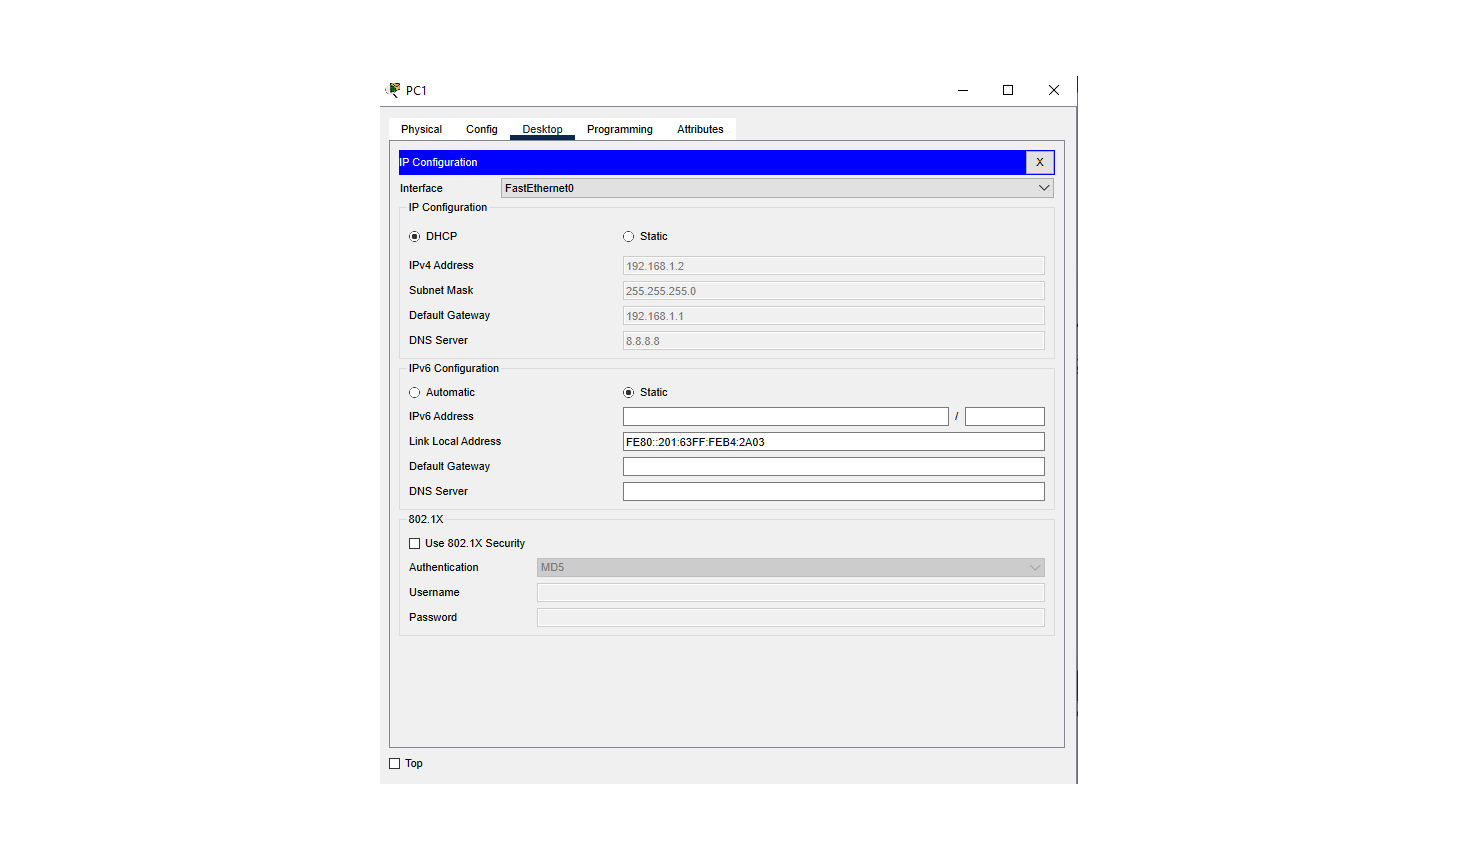 PC1
Physical Config Desktop Programming Attributes
IP Configuration X
Interface FastEthernet0
IP Configuration
DHCP Static
IPv4 Address 192.168.1.2
Subnet Mask 255.255.255.0
Default Gateway 192.168.1.1
DNS Server 8.8.8.8
IPv6 Configuration
Automatic Static
IPv6 Address /
Link Local Address FE80::201:63FF:FEB4:2A03
Default Gateway
DNS Server
802.1X
Use 802.1X Security
Authentication MD5
Username
Password
Top